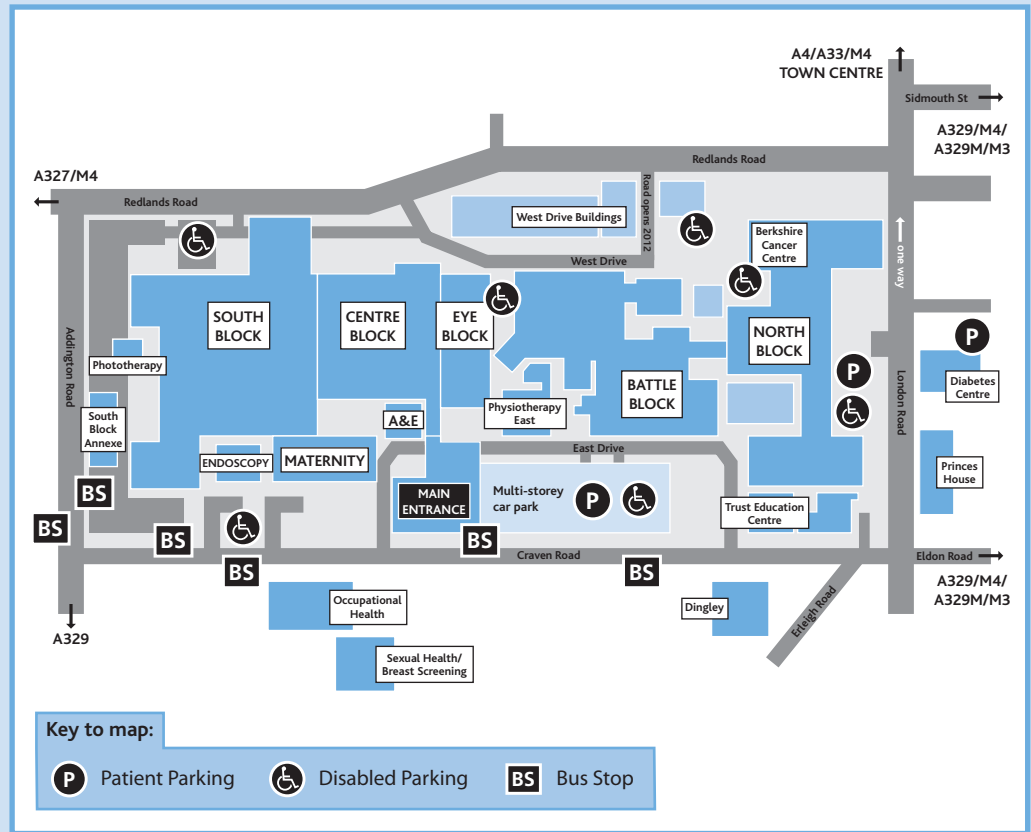 A4/A33/M4
TOWN CENTRE
Sidmouth St
A329/M4/
A329M/M3
A327/M4
Redlands Road
Redlands Road
Road opens 2012
West Drive Buildings
West Drive
Berkshire
Cancer
Centre
one way
SOUTH
BLOCK
CENTRE
BLOCK
EYE
BLOCK
NORTH
BLOCK
P
Addington Road
Phototherapy
P
London Road
Diabetes
Centre
BATTLE
BLOCK
South
Block
Annexe
A&E
Physiotherapy
East
East Drive
ENDOSCOPY
MATERNITY
Princes
House
BS
MAIN
ENTRANCE
Multi-storey
car park
P
Trust Education
Centre
BS
BS
BS
BS
BS
Craven Road
Eldon Road
A329/M4/
A329M/M3
Erleigh Road
Occupational
Health
Dingley
A329
Sexual Health/
Breast Screening
Key to map:
P Patient Parking
Disabled Parking
BS Bus Stop